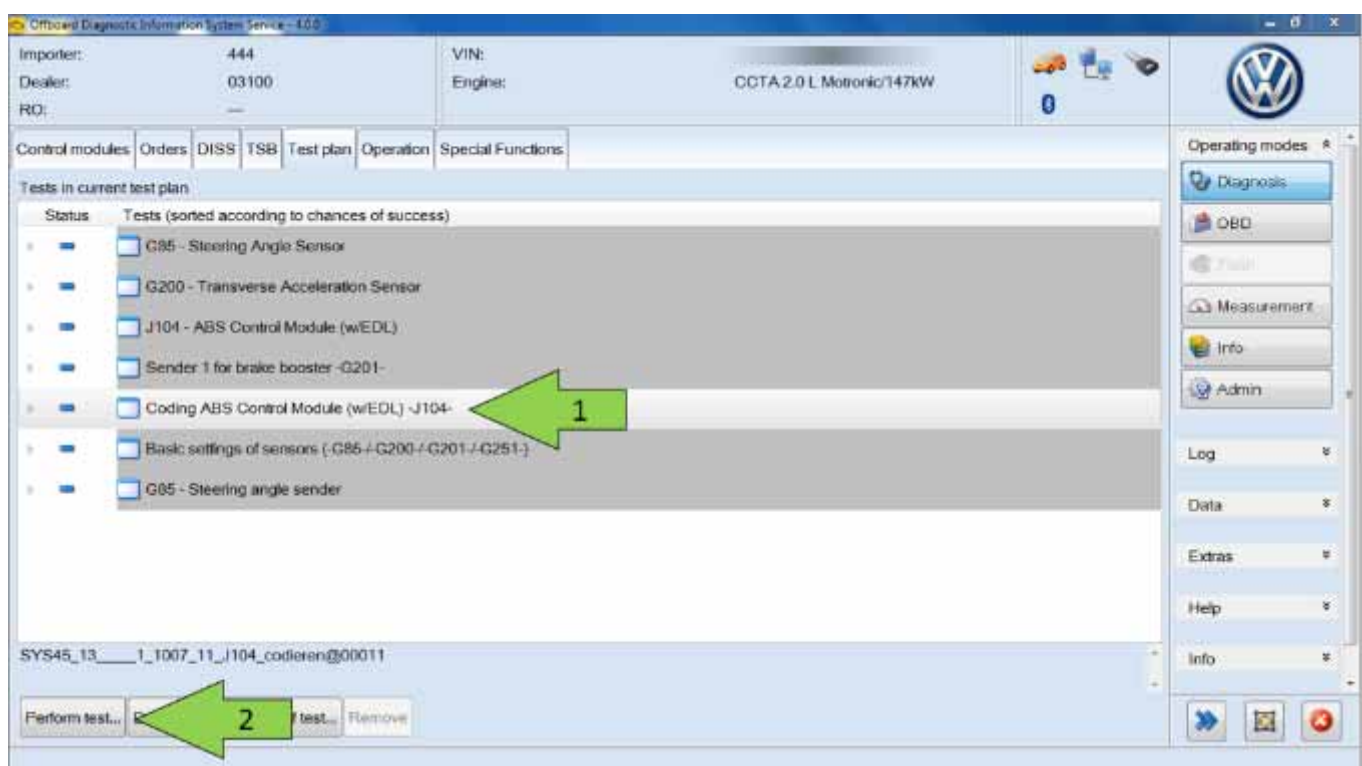 Offboard Diagnostic Information System Service - 4.0.0
Importer: 444 VIN:
Dealer: 03100 Engine: CCTA 2.0 L Motronic/147kW
RO: ---
0
Control modules Orders DISS TSB Test plan Operation Special Functions
Tests in current test plan
Status Tests (sorted according to chances of success)
G85 - Steering Angle Sensor
G200 - Transverse Acceleration Sensor
J104 - ABS Control Module (w/EDL)
Sender 1 for brake booster -G201-
Coding ABS Control Module (w/EDL) -J104-
1
Basic settings of sensors (-G85-/-G200-/-G201-/-G251-)
G85 - Steering angle sender
SYS45_13____1_1007_11_J104_codieren@00011
Perform test... 2 test... Remove
Operating modes
Diagnosis
OBD
Measurement
Info
Admin
Log
Data
Extras
Help
Info